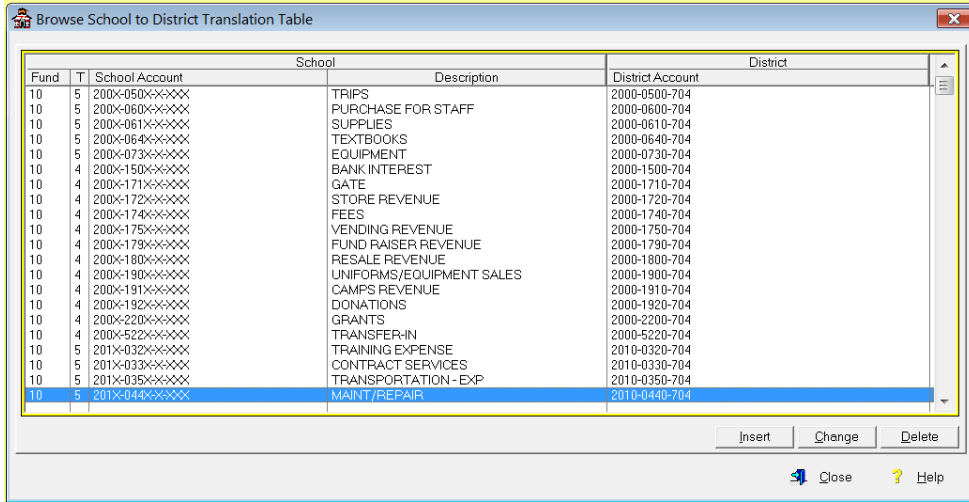 Browse School to District Translation Table
School District
Fund T School Account Description District Account
10 5 200X-050X-X-XXX TRIPS 2000-0500-704
10 5 200X-060X-X-XXX PURCHASE FOR STAFF 2000-0600-704
10 5 200X-061X-X-XXX SUPPLIES 2000-0610-704
10 5 200X-064X-X-XXX TEXTBOOKS 2000-0640-704
10 5 200X-073X-X-XXX EQUIPMENT 2000-0730-704
10 4 200X-150X-X-XXX BANK INTEREST 2000-1500-704
10 4 200X-171X-X-XXX GATE 2000-1710-704
10 4 200X-172X-X-XXX STORE REVENUE 2000-1720-704
10 4 200X-174X-X-XXX FEES 2000-1740-704
10 4 200X-175X-X-XXX VENDING REVENUE 2000-1750-704
10 4 200X-179X-X-XXX FUND RAISER REVENUE 2000-1790-704
10 4 200X-180X-X-XXX RESALE REVENUE 2000-1800-704
10 4 200X-190X-X-XXX UNIFORMS/EQUIPMENT SALES 2000-1900-704
10 4 200X-191X-X-XXX CAMPS REVENUE 2000-1910-704
10 4 200X-192X-X-XXX DONATIONS 2000-1920-704
10 4 200X-220X-X-XXX GRANTS 2000-2200-704
10 4 200X-522X-X-XXX TRANSFER-IN 2000-5220-704
10 5 201X-032X-X-XXX TRAINING EXPENSE 2010-0320-704
10 5 201X-033X-X-XXX CONTRACT SERVICES 2010-0330-704
10 5 201X-035X-X-XXX TRANSPORTATION - EXP 2010-0350-704
10 5 201X-044X-X-XXX MAINT/REPAIR 2010-0440-704
Insert Change Delete
Close ? Help